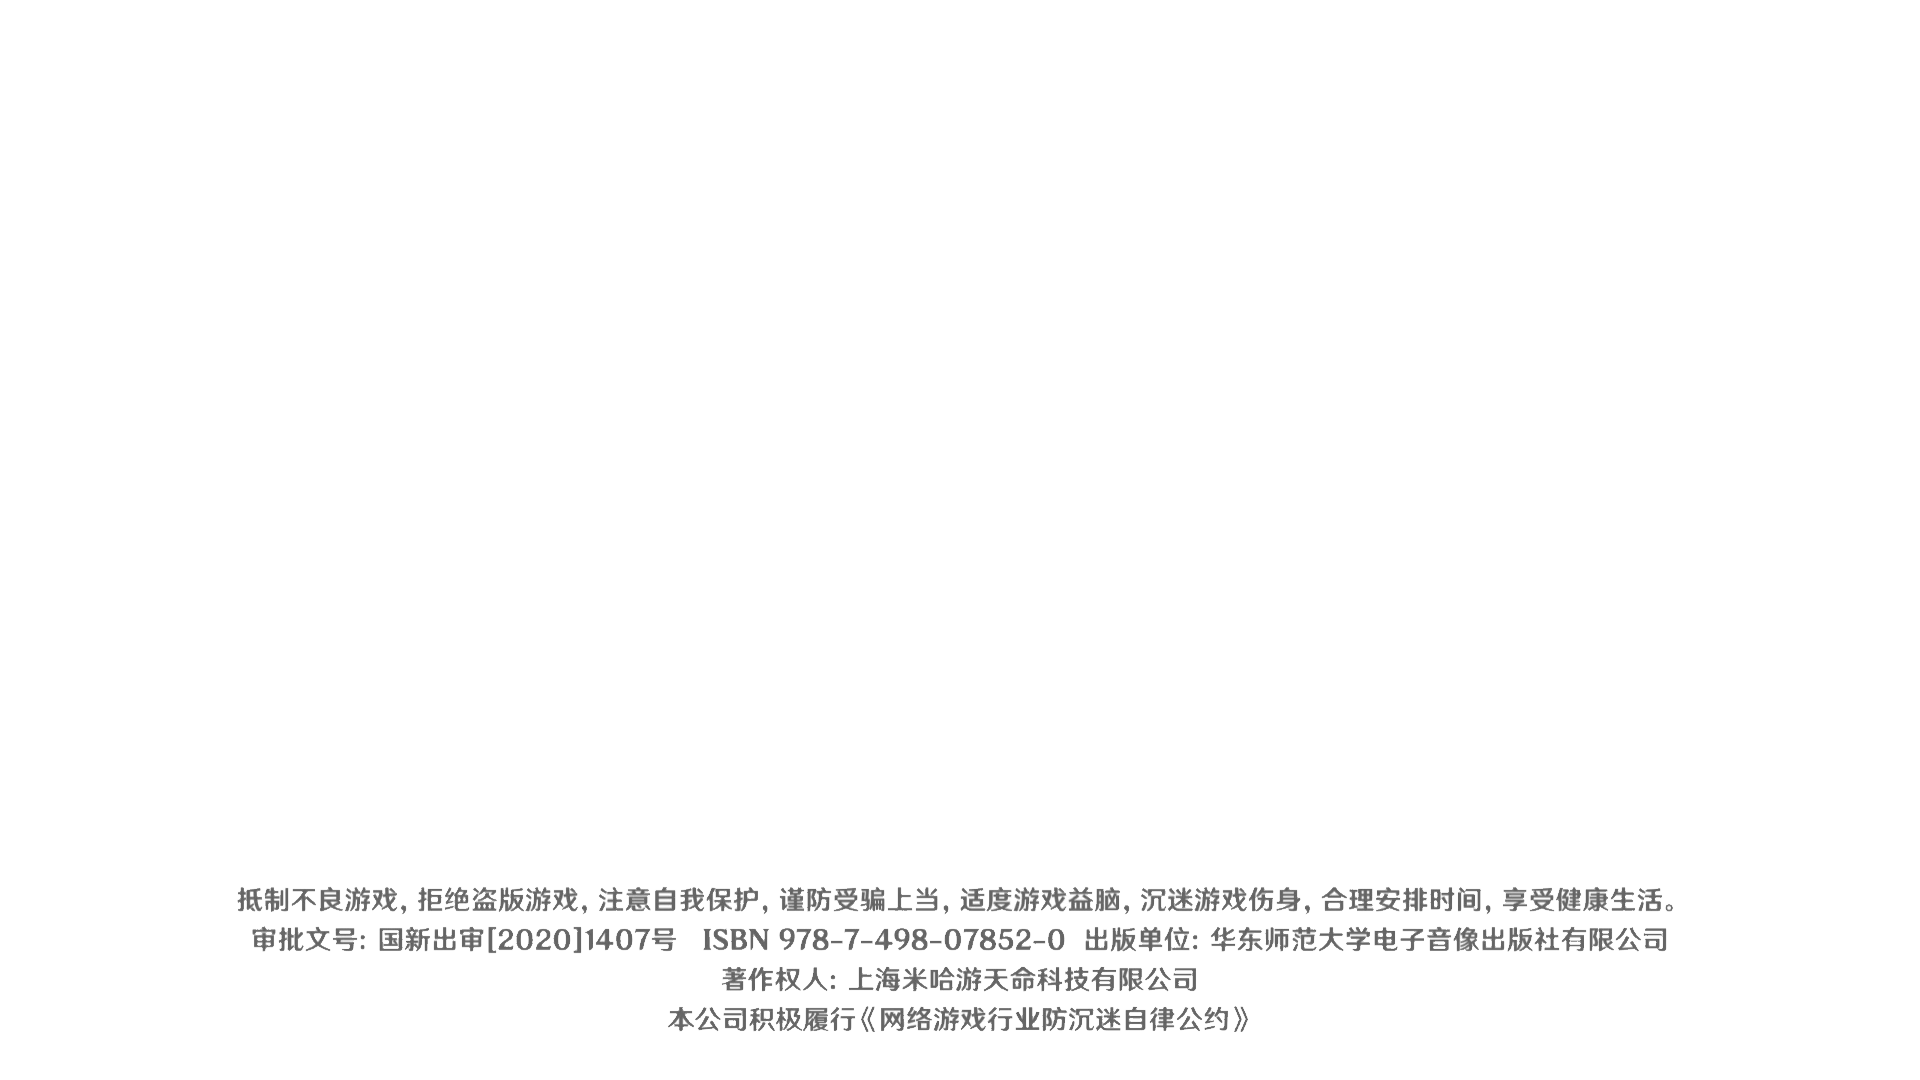 抵制不良游戏, 拒绝盗版游戏, 注意自我保护, 谨防受骗上当, 适度游戏益脑, 沉迷游戏伤身, 合理安排时间, 享受健康生活。
审批文号: 国新出审[2020]1407号 ISBN 978-7-498-07852-0 出版单位: 华东师范大学电子音像出版社有限公司
著作权人: 上海米哈游天命科技有限公司
本公司积极履行《网络游戏行业防沉迷自律公约》